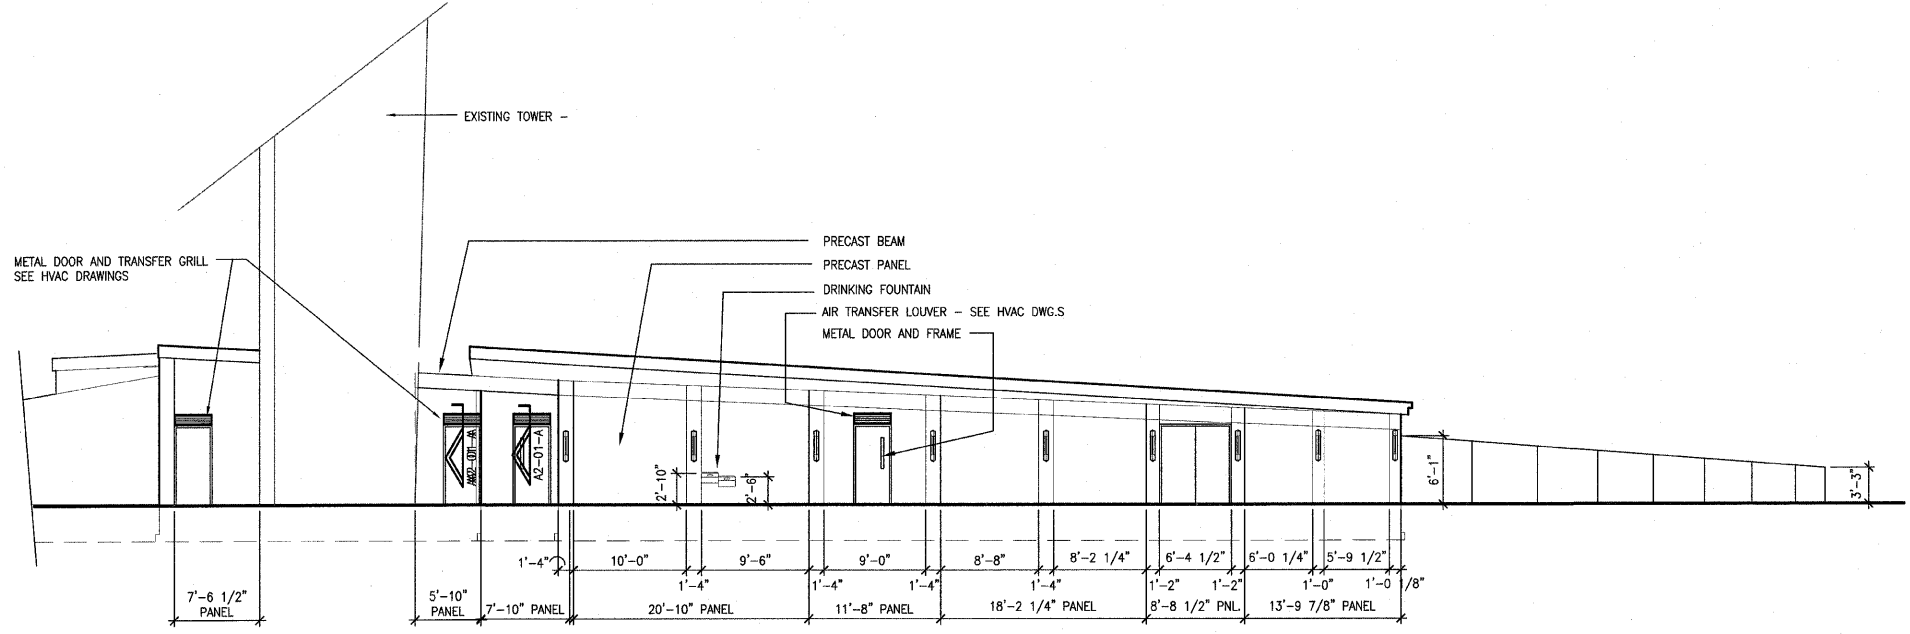 EXISTING TOWER –
PRECAST BEAM
PRECAST PANEL
DRINKING FOUNTAIN
AIR TRANSFER LOUVER – SEE HVAC DWG.S
METAL DOOR AND FRAME
METAL DOOR AND TRANSFER GRILL
SEE HVAC DRAWINGS
A2-01-A
2'-10"
2'-6"
6'-1"
3'-3"
1'-4"
10'-0"
9'-6"
9'-0"
8'-8"
8'-2 1/4"
6'-4 1/2"
6'-0 1/4"
5'-9 1/2"
1'-4"
1'-4"
1'-4"
1'-4"
1'-2"
1'-2"
1'-0"
1'-0 1/8"
7'-6 1/2"
PANEL
5'-10"
PANEL
7'-10" PANEL
20'-10" PANEL
11'-8" PANEL
18'-2 1/4" PANEL
8'-8 1/2" PNL.
13'-9 7/8" PANEL